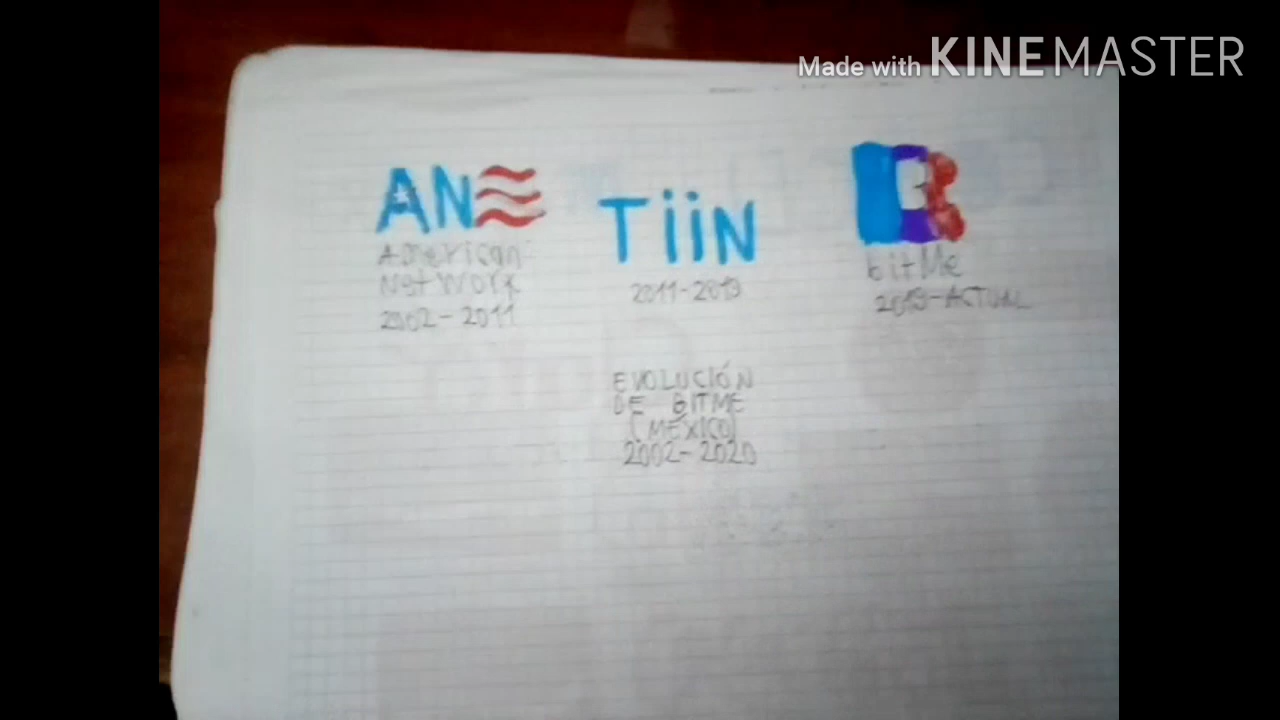 Made with KINEMASTER
AN
American
Network
2002-2011
TiiN
2011-2019
bitMe
2019-ACTUAL
EVOLUCIÓN
DE BITME
(MÉXICO)
2002-2020